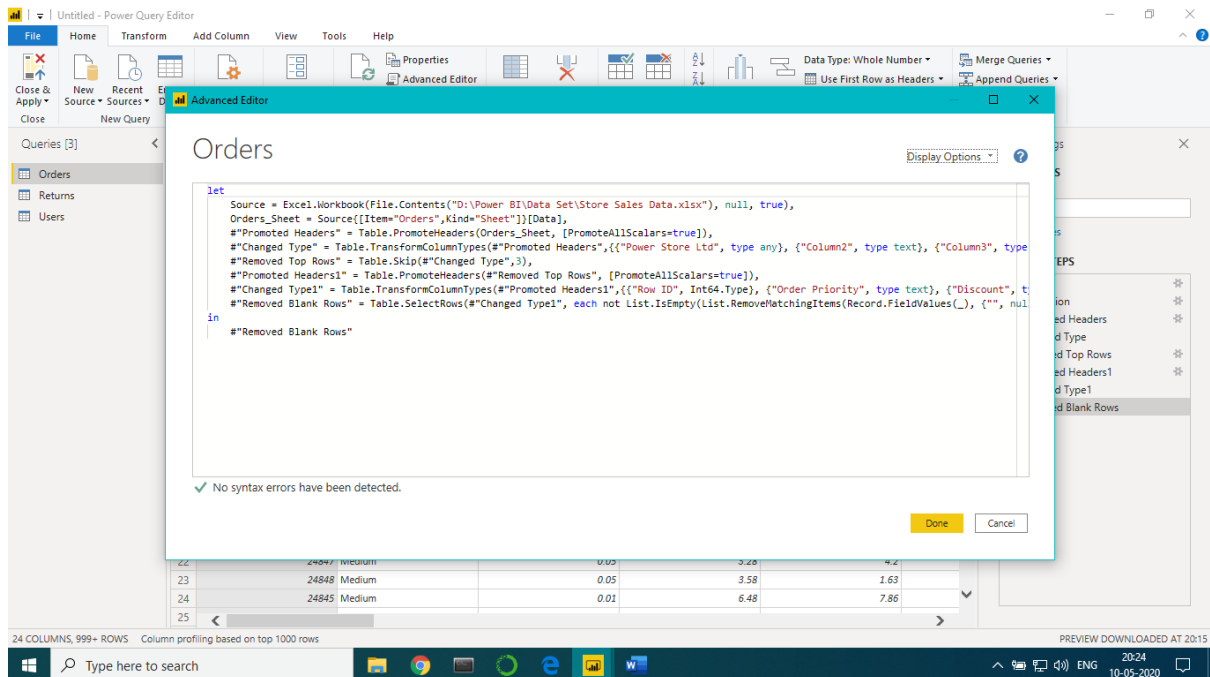 Untitled - Power Query Editor
File Home Transform Add Column View Tools Help
Properties
Data Type: Whole Number
Merge Queries
Advanced Editor
Use First Row as Headers
Append Queries
Close & Apply
New Source
Recent Sources
Close
New Query
Advanced Editor
Queries [3]
Orders
Returns
Users
Orders
Display Options
let
Source = Excel.Workbook(File.Contents("D:\Power BI\Data Set\Store Sales Data.xlsx"), null, true),
Orders_Sheet = Source{[Item="Orders",Kind="Sheet"]}[Data],
#"Promoted Headers" = Table.PromoteHeaders(Orders_Sheet, [PromoteAllScalars=true]),
#"Changed Type" = Table.TransformColumnTypes(#"Promoted Headers",{{"Power Store Ltd", type any}, {"Column2", type text}, {"Column3", type
#"Removed Top Rows" = Table.Skip(#"Changed Type",3),
#"Promoted Headers1" = Table.PromoteHeaders(#"Removed Top Rows", [PromoteAllScalars=true]),
#"Changed Type1" = Table.TransformColumnTypes(#"Promoted Headers1",{{"Row ID", Int64.Type}, {"Order Priority", type text}, {"Discount", t
#"Removed Blank Rows" = Table.SelectRows(#"Changed Type1", each not List.IsEmpty(List.RemoveMatchingItems(Record.FieldValues(_), {"", nul
in
#"Removed Blank Rows"
No syntax errors have been detected.
Done Cancel
EPS
ion
ed Headers
d Type
ed Top Rows
ed Headers1
d Type1
ed Blank Rows
22 24847 Medium 0.05 3.28 4.2
23 24848 Medium 0.05 3.58 1.63
24 24845 Medium 0.01 6.48 7.86
25
24 COLUMNS, 999+ ROWS Column profiling based on top 1000 rows
PREVIEW DOWNLOADED AT 20:15
Type here to search
ENG
20:24
10-05-2020